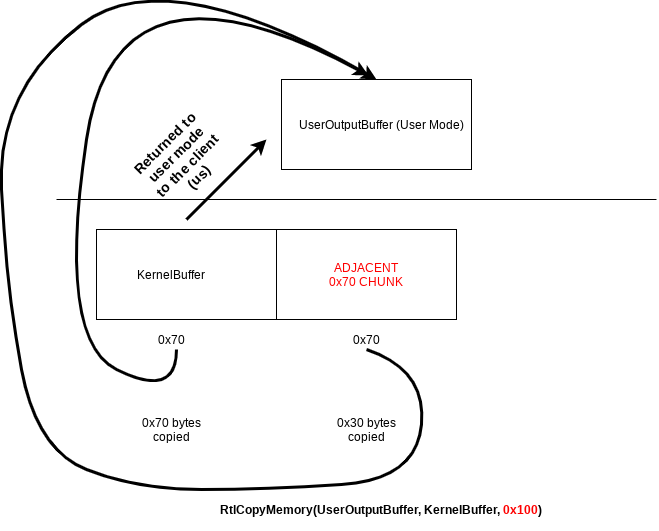 UserOutputBuffer (User Mode)
Returned to
user mode
to the client
(us)
KernelBuffer
ADJACENT
0x70 CHUNK
0x70
0x70
0x70 bytes
copied
0x30 bytes
copied
RtlCopyMemory(UserOutputBuffer, KernelBuffer, 0x100)